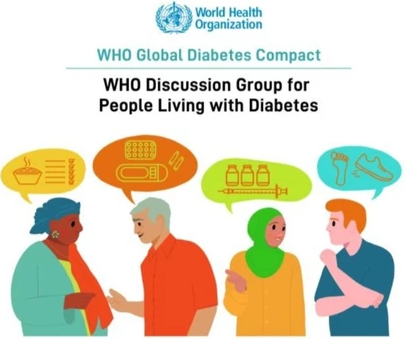 World Health
Organization
WHO Global Diabetes Compact
WHO Discussion Group for
People Living with Diabetes